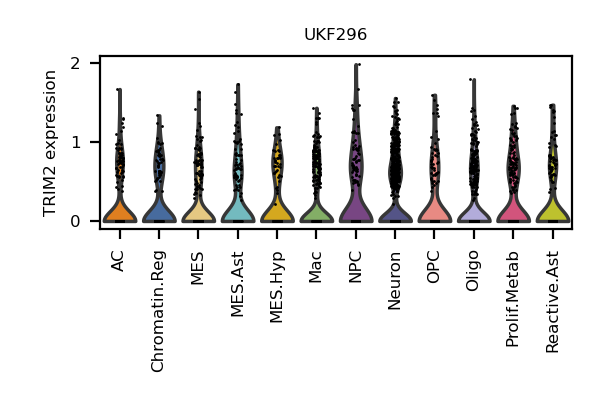 UKF296
TRIM2 expression
2
1
0
AC
Chromatin.Reg
MES
MES.Ast
MES.Hyp
Mac
NPC
Neuron
OPC
Oligo
Prolif.Metab
Reactive.Ast